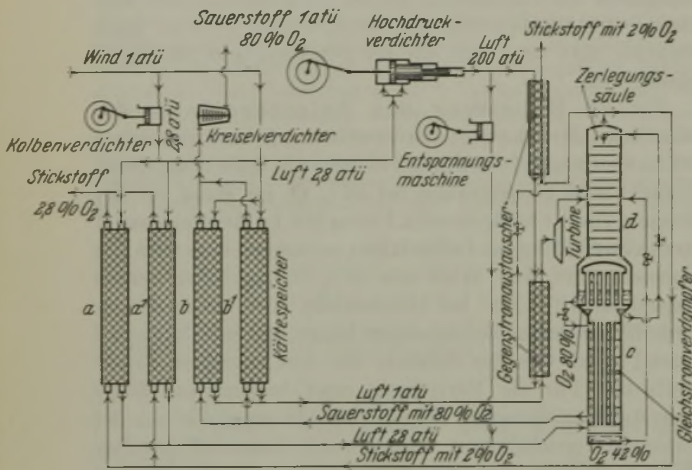 Sauerstoff 1 atü
80 % O₂
Hochdruck-
verdichter
Luft
200 atü
Stickstoff mit 2% O₂
Wind 1 atü
Zerlegungs-
säule
2,8 atü
Kolbenverdichter
Kreiselverdichter
Entspannungs-
maschine
Luft 2,8 atü
Stickstoff
2,8 % O₂
Turbine
d
a
a'
b
b'
Kältespeicher
Gegenstromaustauscher
O₂ 80%
c
Gleichstromverdampfer
Luft 1 atü
Sauerstoff mit 80% O₂
Luft 2,8 atü
Stickstoff mit 2% O₂
O₂ 42%